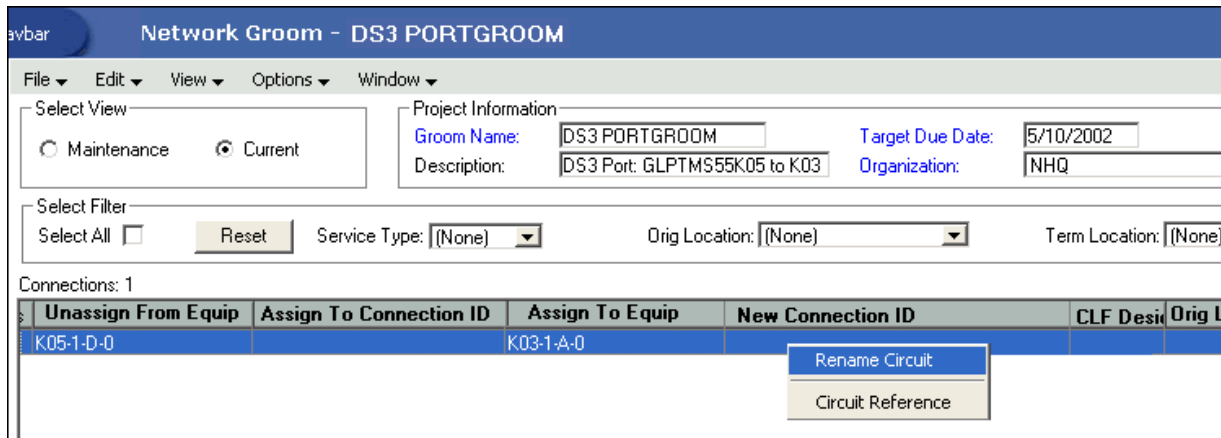 avbar Network Groom - DS3 PORTGROOM
File Edit View Options Window
Select View
Maintenance Current
Project Information
Groom Name: DS3 PORTGROOM Target Due Date: 5/10/2002
Description: DS3 Port: GLPTMS55K05 to K03 Organization: NHQ
Select Filter
Select All Reset Service Type: (None) Orig Location: (None) Term Location: (None)
Connections: 1
Unassign From Equip Assign To Connection ID Assign To Equip New Connection ID CLF Desi Orig L
K05-1-D-0 K03-1-A-0
Rename Circuit
Circuit Reference